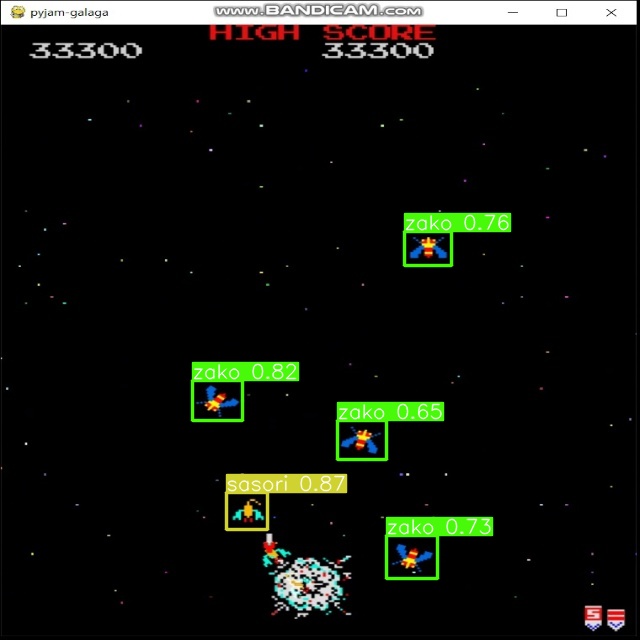 pyjam-galaga
www.BANDICAM.com
HIGH SCORE
33300 33300
zako 0.76
zako 0.82
zako 0.65
sasori 0.87
zako 0.73
5